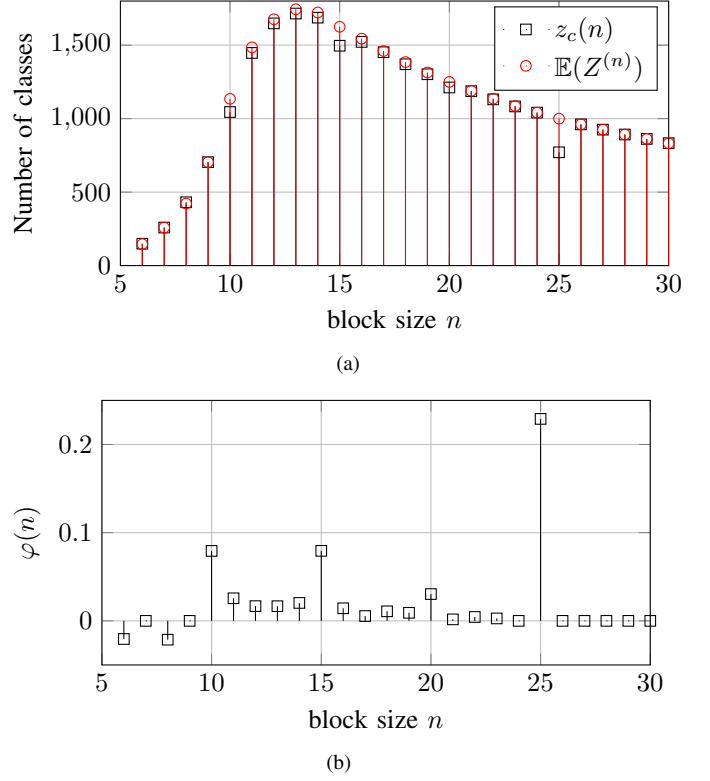 1,500
1,000
500
0
Number of classes
z_c(n)
𝔼(Z^{(n)})
5 10 15 20 25 30
block size n
(a)
0.2
0.1
0
φ(n)
5 10 15 20 25 30
block size n
(b)